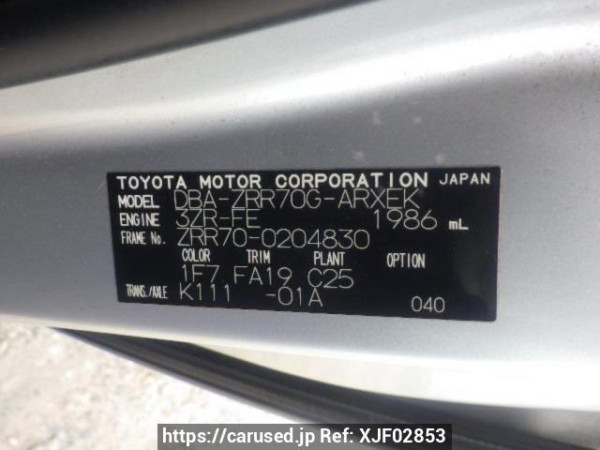 TOYOTA MOTOR CORPORATION JAPAN
MODEL DBA-ZRR70G-ARXEK
ENGINE 3ZR-FE 1986 mL
FRAME No. ZRR70-0204830
COLOR TRIM PLANT OPTION
1F7 FA19 C25
TRANS./AXLE K111 -01A 040
https://carused.jp Ref: XJF02853